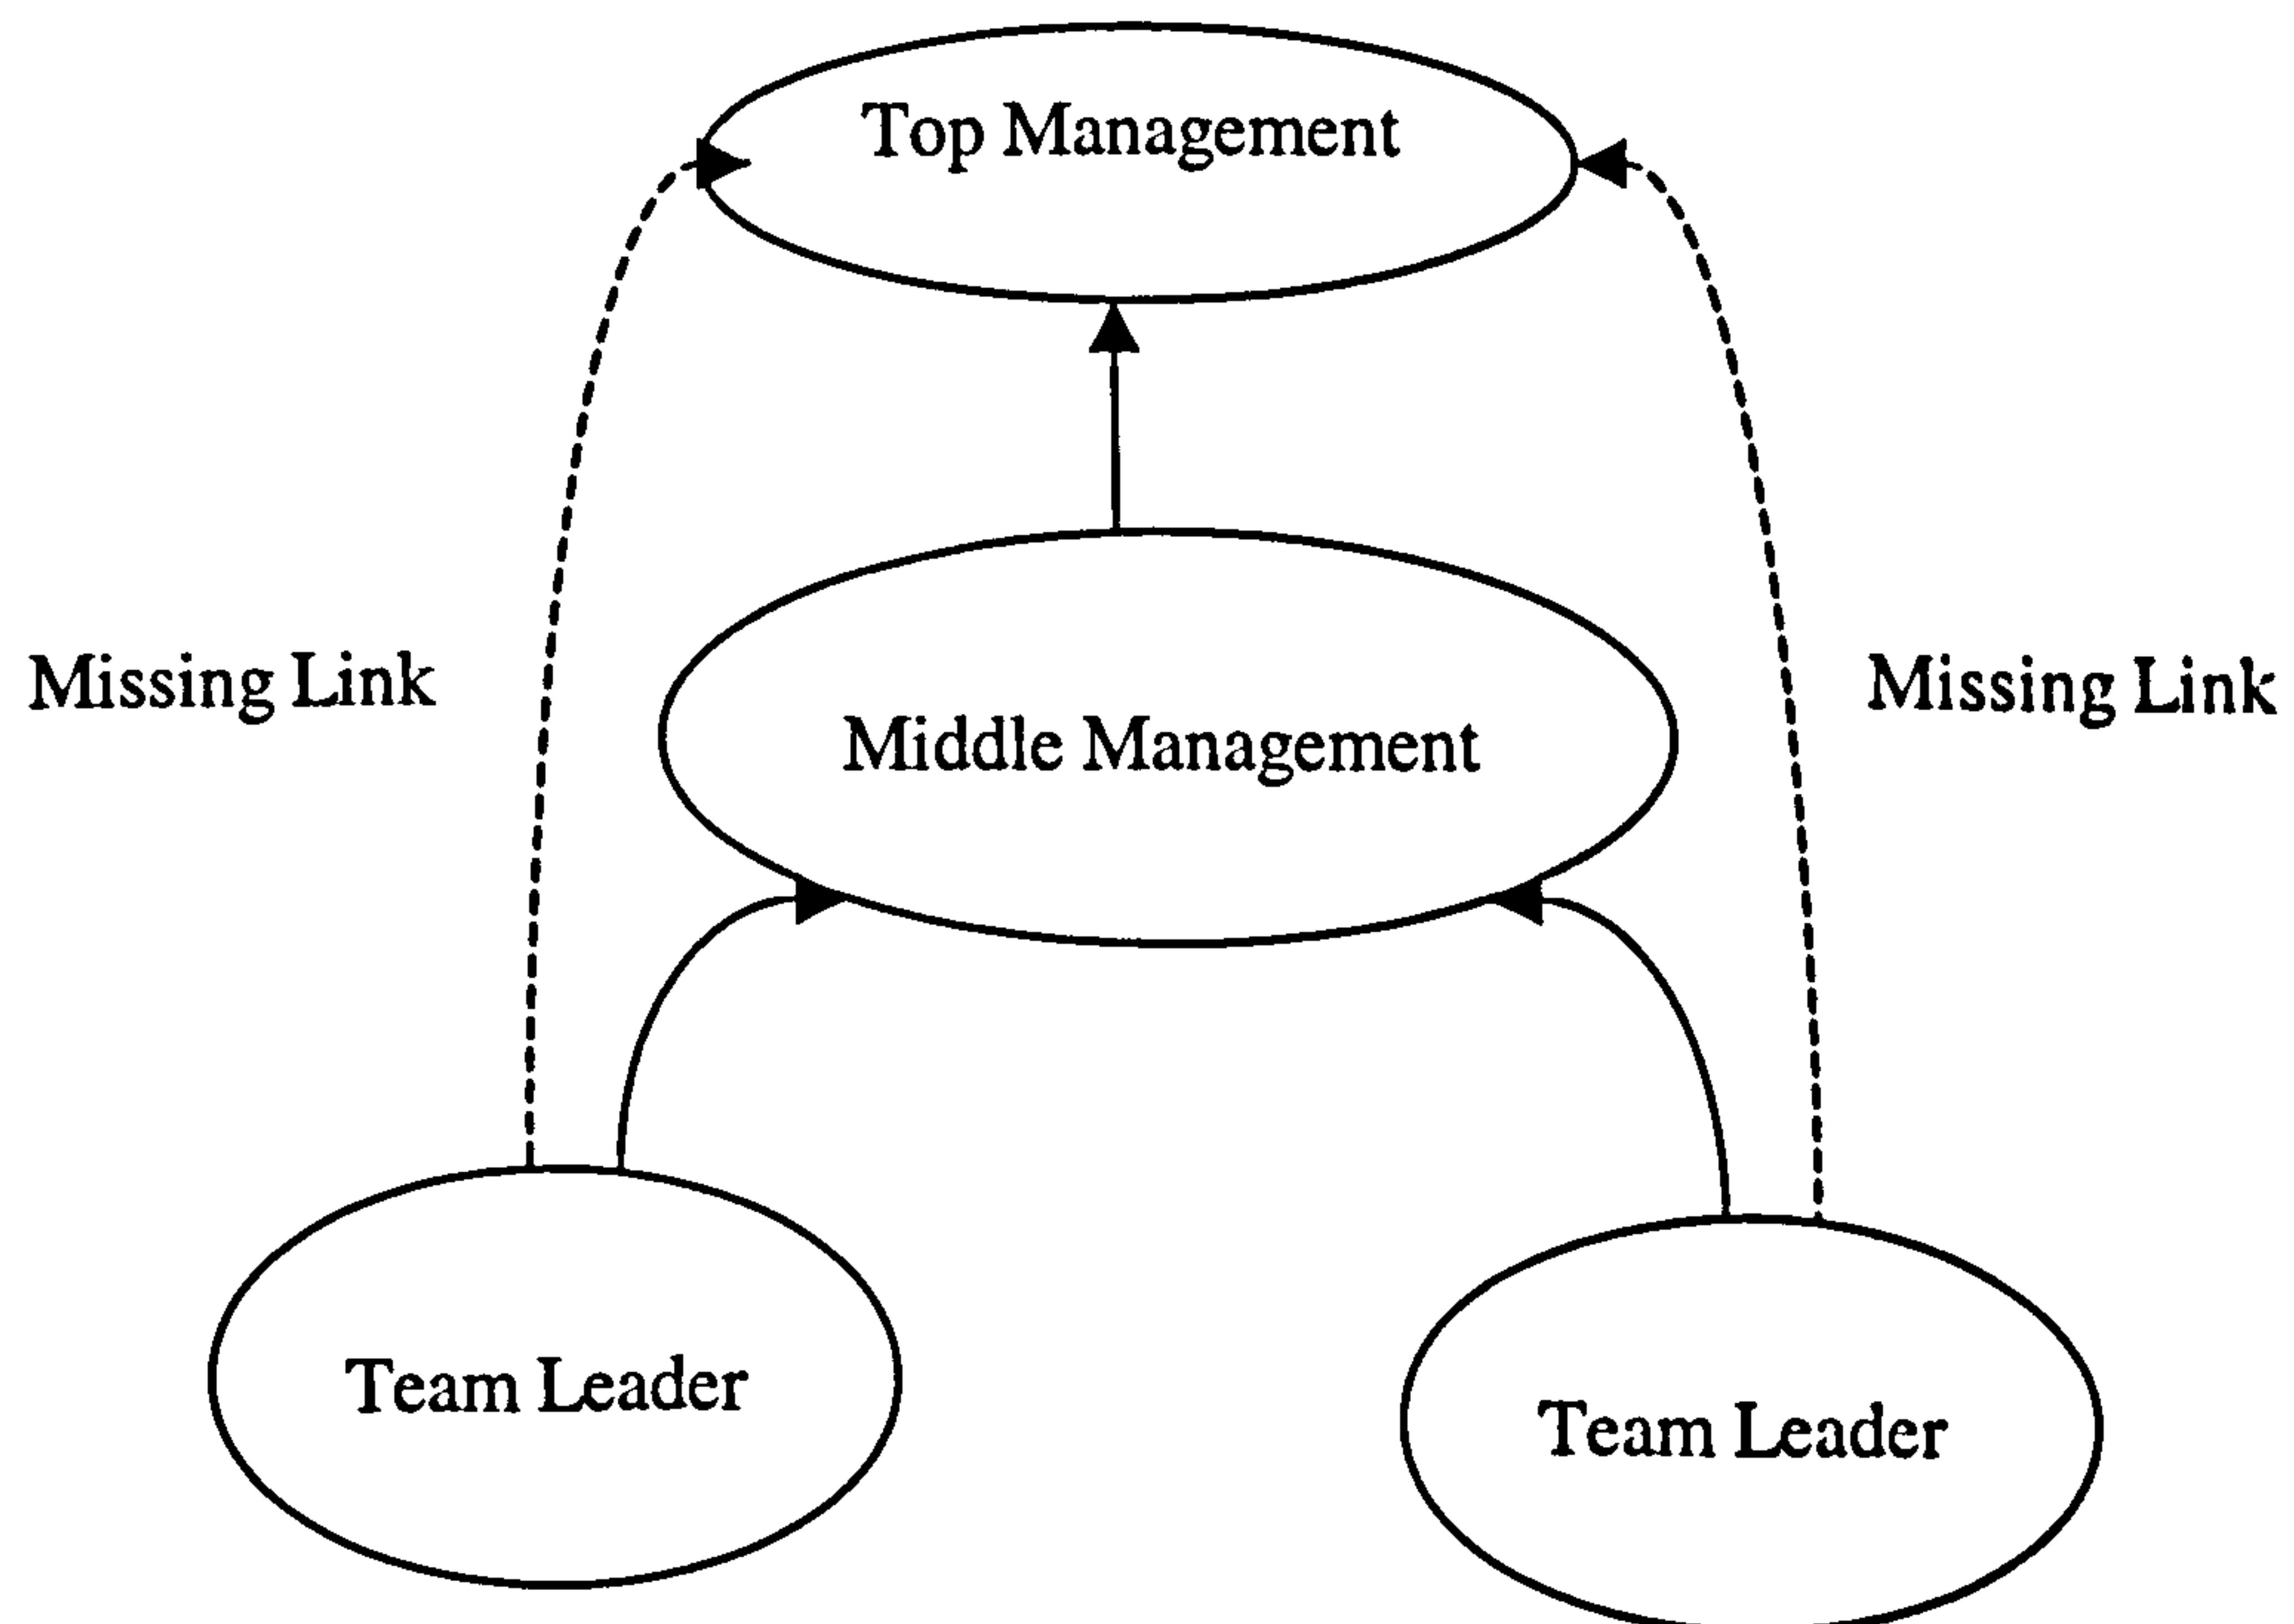 Top Management
Missing Link
Missing Link
Middle Management
Team Leader
Team Leader